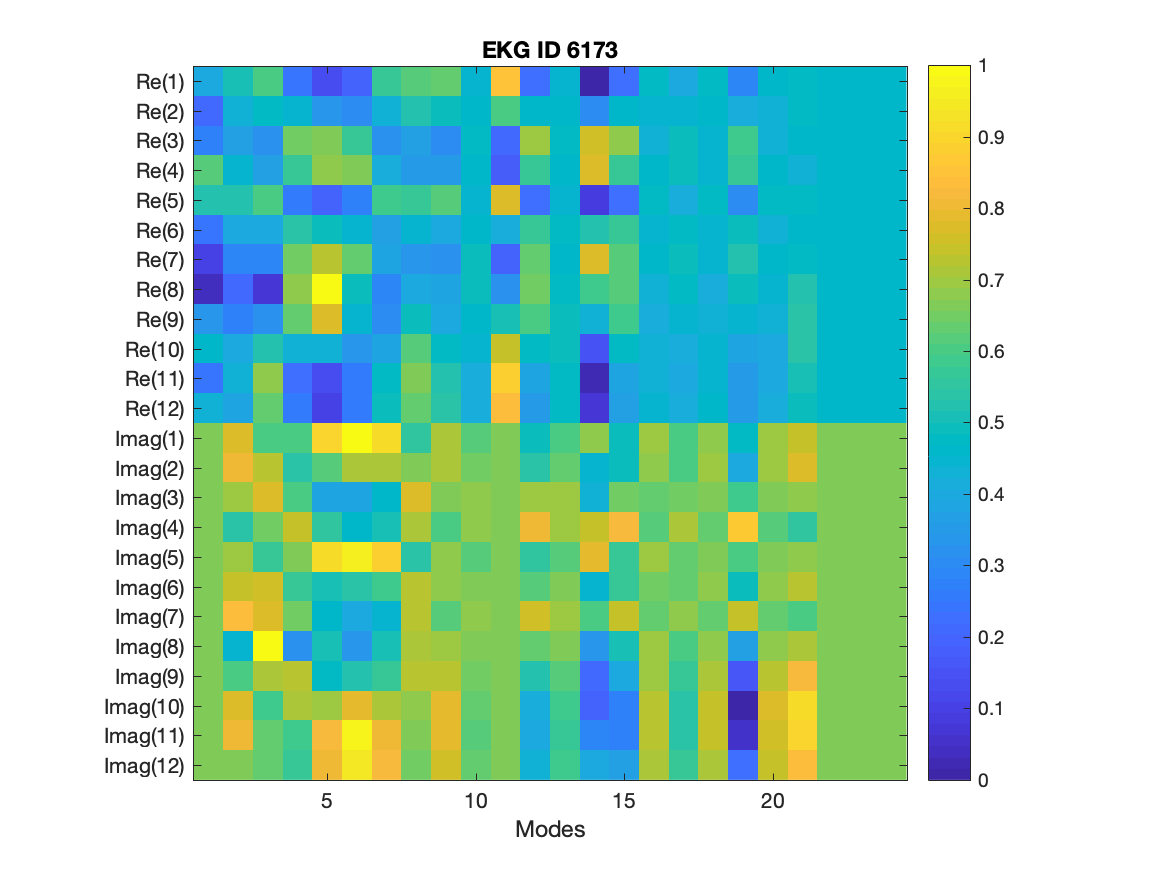 EKG ID 6173
Re(1)
Re(2)
Re(3)
Re(4)
Re(5)
Re(6)
Re(7)
Re(8)
Re(9)
Re(10)
Re(11)
Re(12)
Imag(1)
Imag(2)
Imag(3)
Imag(4)
Imag(5)
Imag(6)
Imag(7)
Imag(8)
Imag(9)
Imag(10)
Imag(11)
Imag(12)
5 10 15 20
Modes
1
0.9
0.8
0.7
0.6
0.5
0.4
0.3
0.2
0.1
0